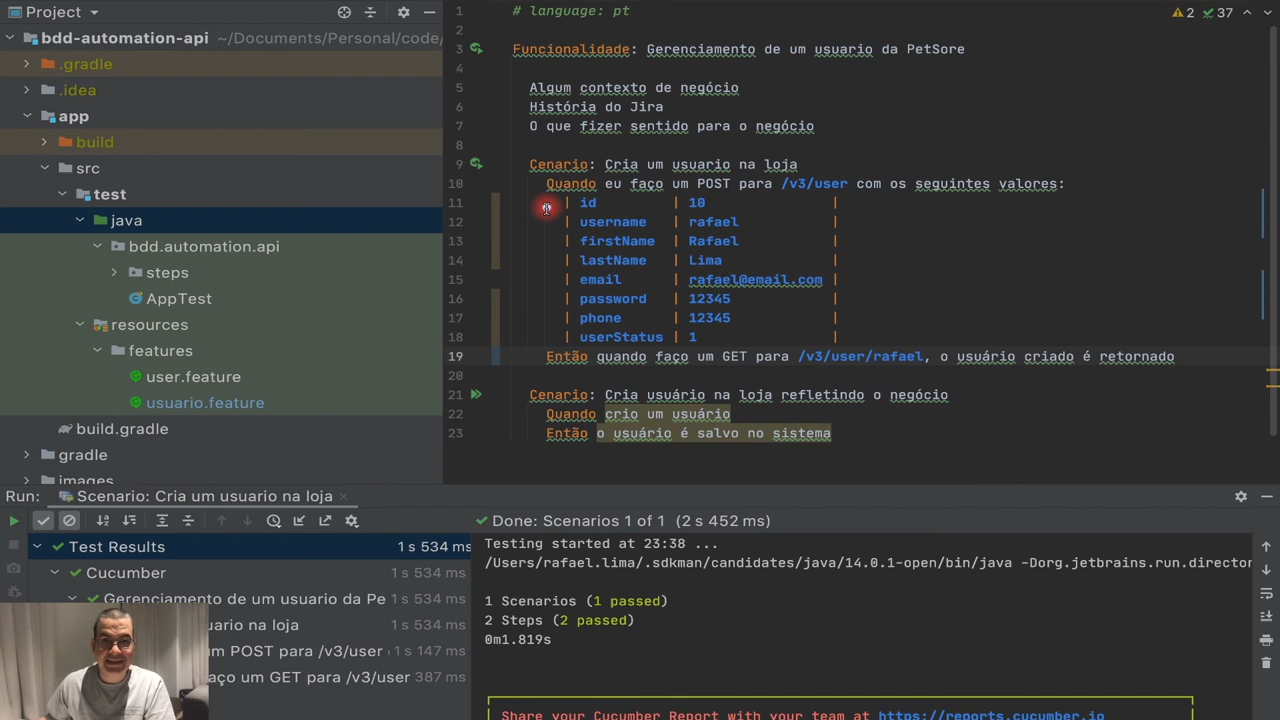 Project
bdd-automation-api ~/Documents/Personal/code/
.gradle
.idea
app
build
src
test
java
bdd.automation.api
steps
AppTest
resources
features
user.feature
usuario.feature
build.gradle
gradle
images
2 37
1 # language: pt
2
3 Funcionalidade: Gerenciamento de um usuario da PetSore
4
5 Algum contexto de negócio
6 História do Jira
7 O que fizer sentido para o negócio
8
9 Cenario: Cria um usuario na loja
10 Quando eu faço um POST para /v3/user com os seguintes valores:
11 | id | 10 |
12 | username | rafael |
13 | firstName | Rafael |
14 | lastName | Lima |
15 | email | rafael@email.com |
16 | password | 12345 |
17 | phone | 12345 |
18 | userStatus | 1 |
19 Então quando faço um GET para /v3/user/rafael, o usuário criado é retornado
20
21 Cenario: Cria usuário na loja refletindo o negócio
22 Quando crio um usuário
23 Então o usuário é salvo no sistema
Run: Scenario: Cria um usuario na loja
Done: Scenarios 1 of 1 (2 s 452 ms)
Test Results 1 s 534 ms
Cucumber 1 s 534 ms
Gerenciamento de um usuario da Pe 1 s 534 ms
uario na loja 1 s 534 ms
um POST para /v3/user 1 s 147 ms
aço um GET para /v3/user 387 ms
Testing started at 23:38 ...
/Users/rafael.lima/.sdkman/candidates/java/14.0.1-open/bin/java -Dorg.jetbrains.run.director
1 Scenarios (1 passed)
2 Steps (2 passed)
0m1.819s
Share your Cucumber Report with your team at https://reports.cucumber.io